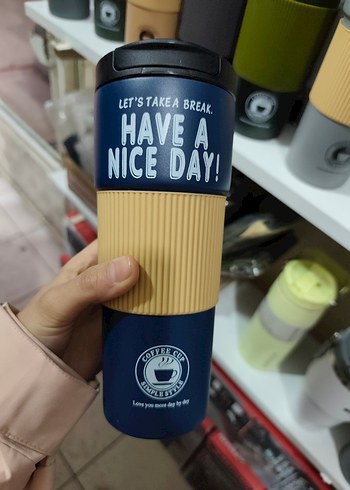 LET'S TAKE A BREAK.
HAVE A
NICE DAY!
COFFEE CUP
SIMPLE STYLE
Love you more day by day